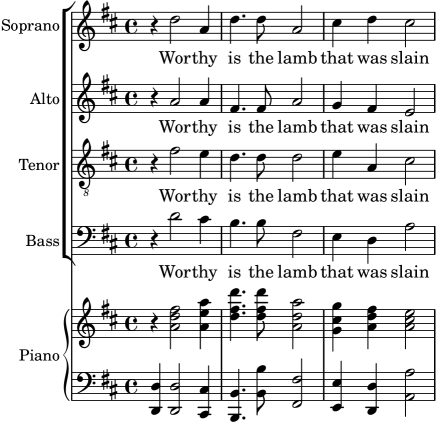 Soprano
Worthy is the lamb that was slain
Alto
Worthy is the lamb that was slain
Tenor
8
Worthy is the lamb that was slain
Bass
Worthy is the lamb that was slain
Piano